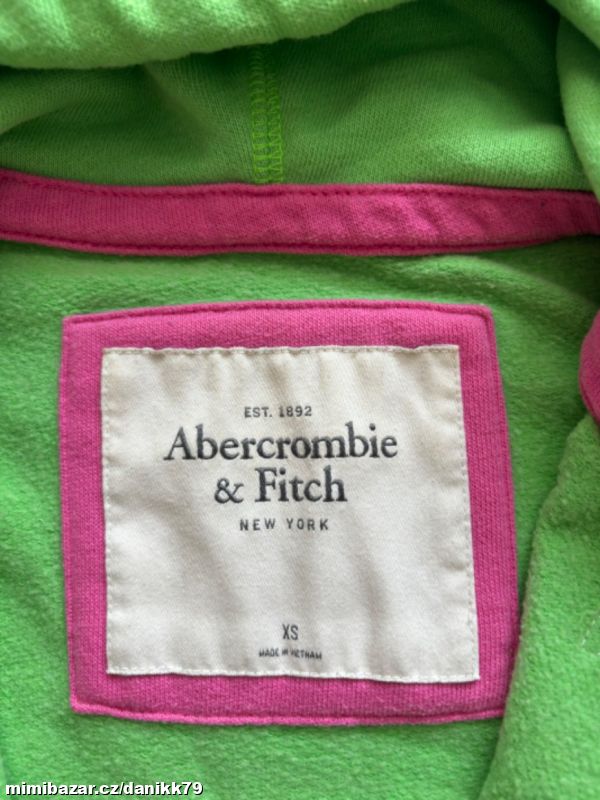 EST. 1892
Abercrombie
& Fitch
NEW YORK
XS
MADE IN VIETNAM
mimibazar.cz/danikk79